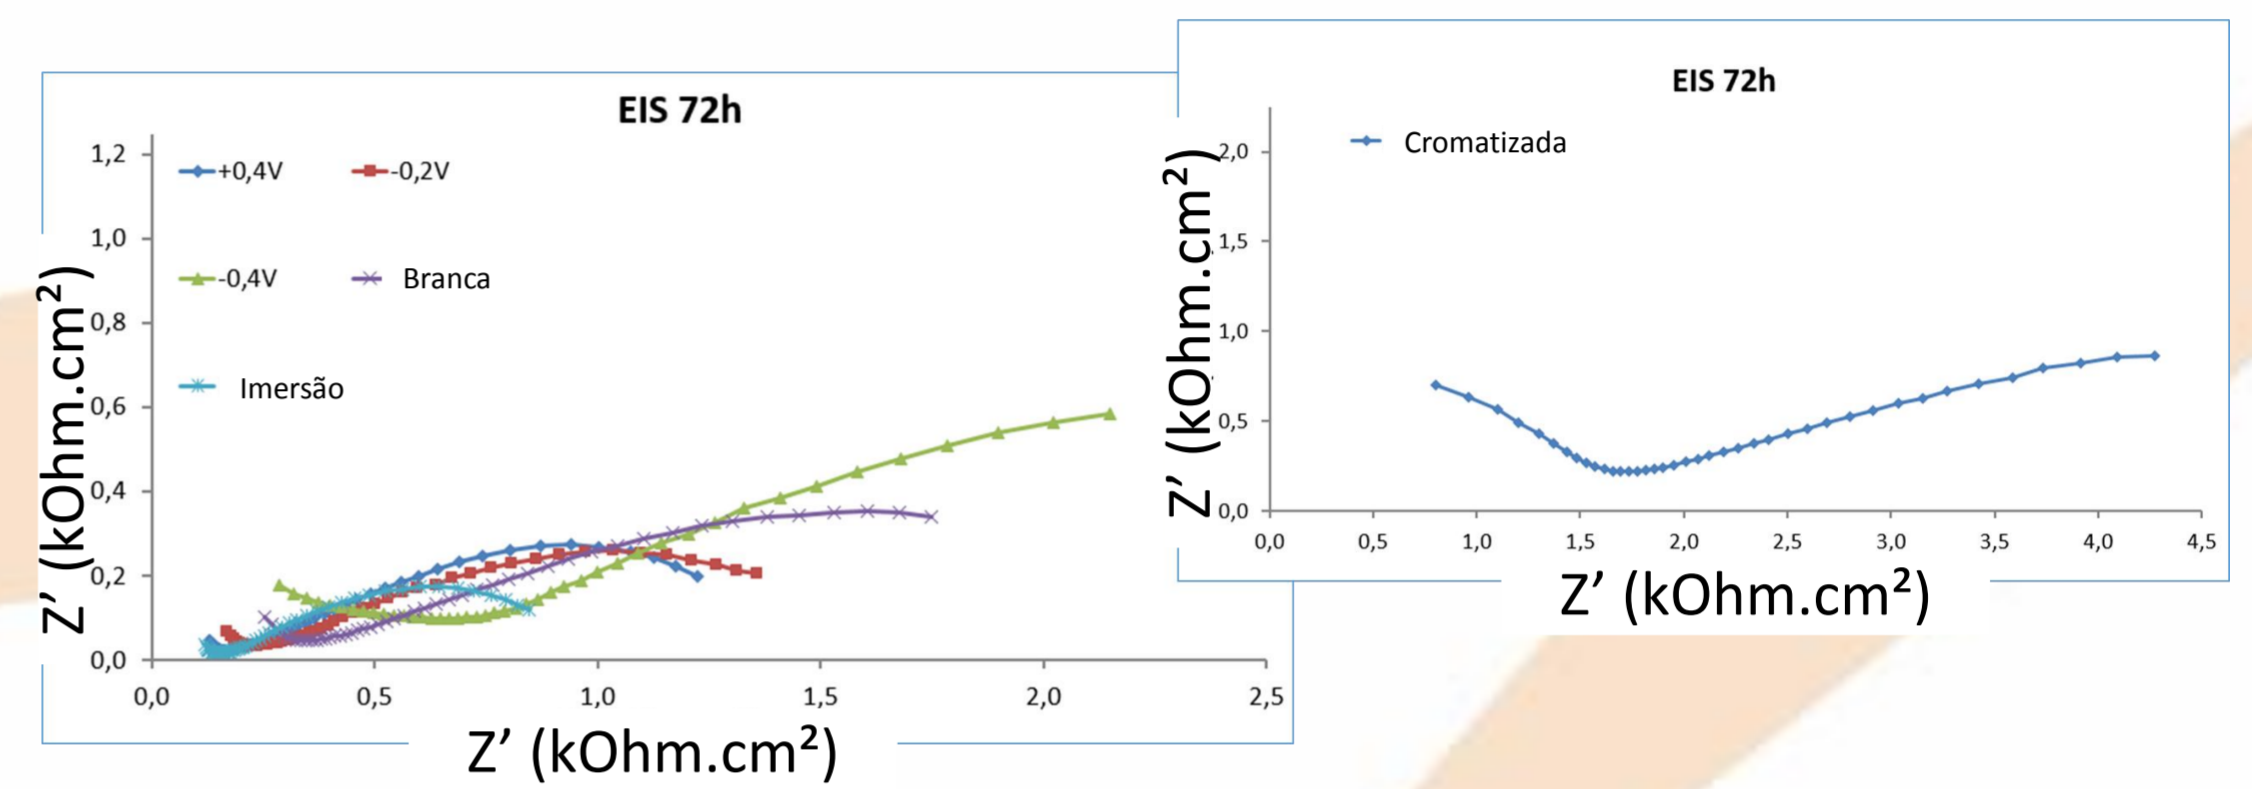 EIS 72h
+0,4V
-0,2V
-0,4V
Branca
Imersão
1,2
1,0
0,8
0,6
0,4
0,2
0,0
0,0 0,5 1,0 1,5 2,0 2,5
Z’ (kOhm.cm²)
Z’ (kOhm.cm²)
EIS 72h
Cromatizada
2,0
1,5
1,0
0,5
0,0
0,0 0,5 1,0 1,5 2,0 2,5 3,0 3,5 4,0 4,5
Z’ (kOhm.cm²)
Z’ (kOhm.cm²)